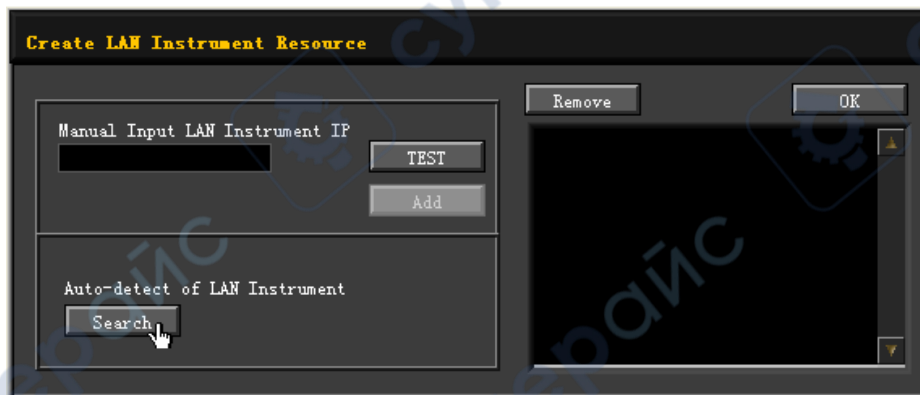 Create LAN Instrument Resource
Remove
OK
Manual Input LAN Instrument IP
TEST
Add
Auto-detect of LAN Instrument
Search